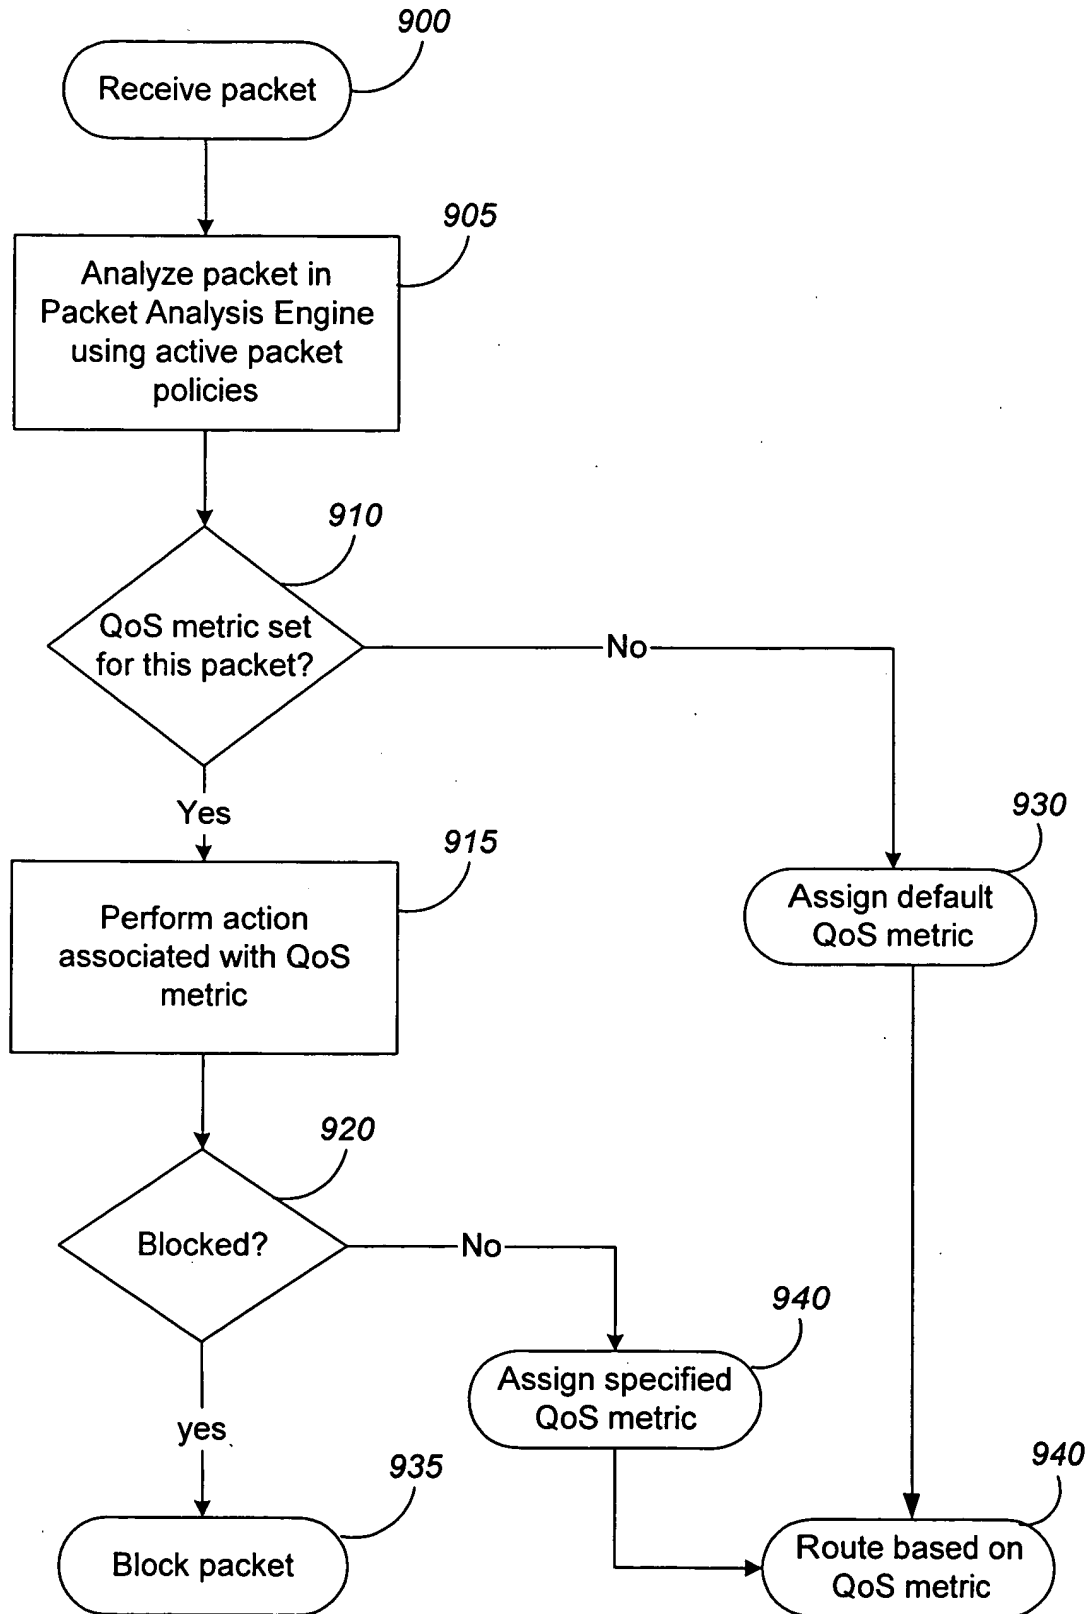 900
Receive packet
905
Analyze packet in
Packet Analysis Engine
using active packet
policies
910
QoS metric set
for this packet?
No
Yes
930
915
Assign default
QoS metric
Perform action
associated with QoS
metric
920
Blocked?
No
940
Assign specified
QoS metric
yes
940
935
Route based on
QoS metric
Block packet